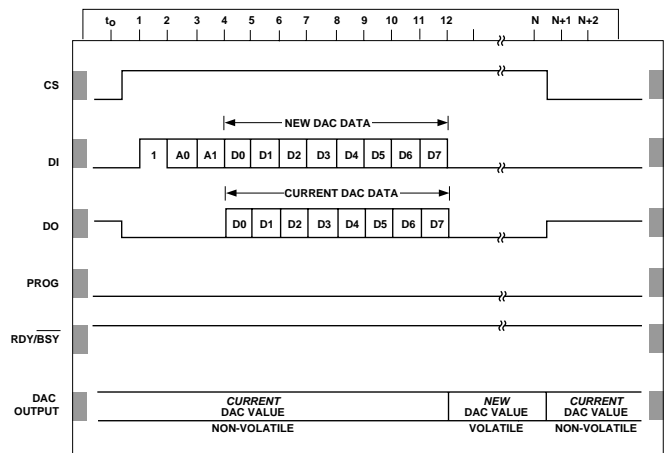 to 1 2 3 4 5 6 7 8 9 10 11 12 N N+1 N+2
CS
NEW DAC DATA
DI 1 A0 A1 D0 D1 D2 D3 D4 D5 D6 D7
CURRENT DAC DATA
DO D0 D1 D2 D3 D4 D5 D6 D7
PROG
RDY/BSY
DAC OUTPUT
CURRENT DAC VALUE
NON-VOLATILE
NEW DAC VALUE
VOLATILE
CURRENT DAC VALUE
NON-VOLATILE